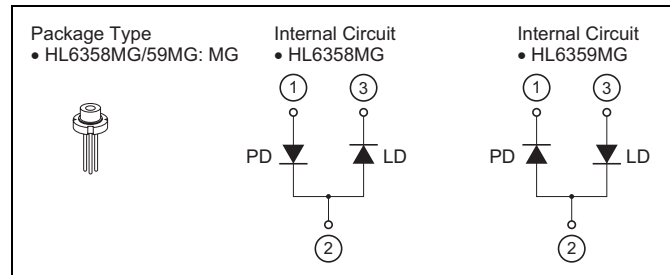 Package Type
• HL6358MG/59MG: MG
Internal Circuit
• HL6358MG
1 3
PD LD
2
Internal Circuit
• HL6359MG
1 3
PD LD
2